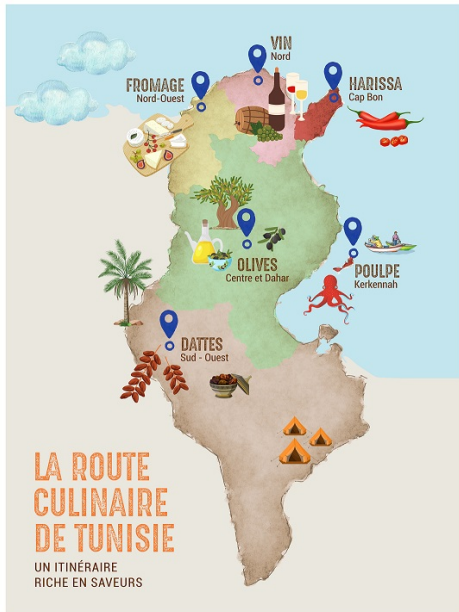 VIN
Nord
FROMAGE
Nord-Ouest
HARISSA
Cap Bon
OLIVES
Centre et Dahar
POULPE
Kerkennah
DATTES
Sud - Ouest
LA ROUTE
CULINAIRE
DE TUNISIE
UN ITINÉRAIRE
RICHE EN SAVEURS